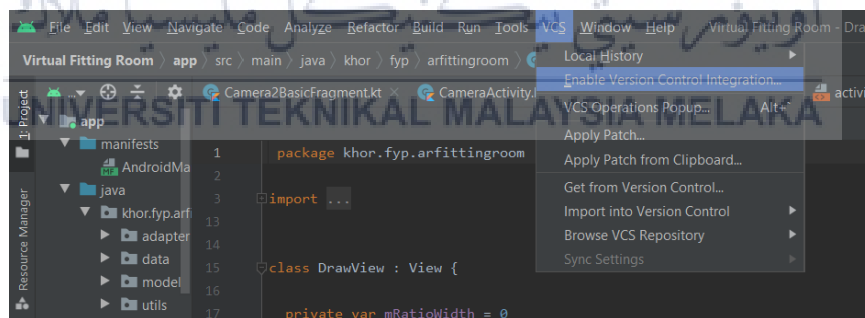 File Edit View Navigate Code Analyze Refactor Build Run Tools VCS Window Help Virtual Fitting Room - Dra
Virtual Fitting Room app src main java khor fyp arfittingroom
Local History
Enable Version Control Integration...
VCS Operations Popup... Alt+`
Apply Patch...
Apply Patch from Clipboard...
Get from Version Control...
Import into Version Control
Browse VCS Repository
Sync Settings
Camera2BasicFragment.kt CameraActivity. activi
UNIVERSITI TEKNIKAL MALAYSIA MELAKA
1: Project
Resource Manager
app
manifests
AndroidMa
java
khor.fyp.arfi
adapter
data
model
utils
1 package khor.fyp.arfittingroom
2
3 import ...
13
14
15 class DrawView : View {
16
17 private var mRatioWidth = 0